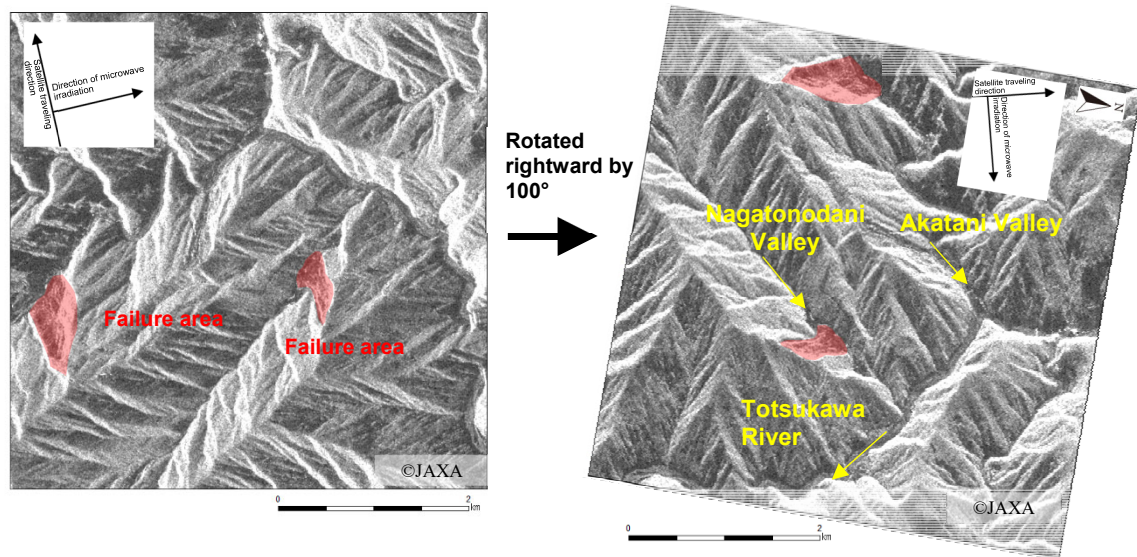 Satellite traveling
direction
Direction of microwave
irradiation
Failure area
Failure area
©JAXA
0
2
km
Rotated
rightward by
100°
Satellite traveling
direction
Direction of microwave
irradiation
N
Nagatonodani
Valley
Akatani Valley
Totsukawa
River
©JAXA
0
2
km